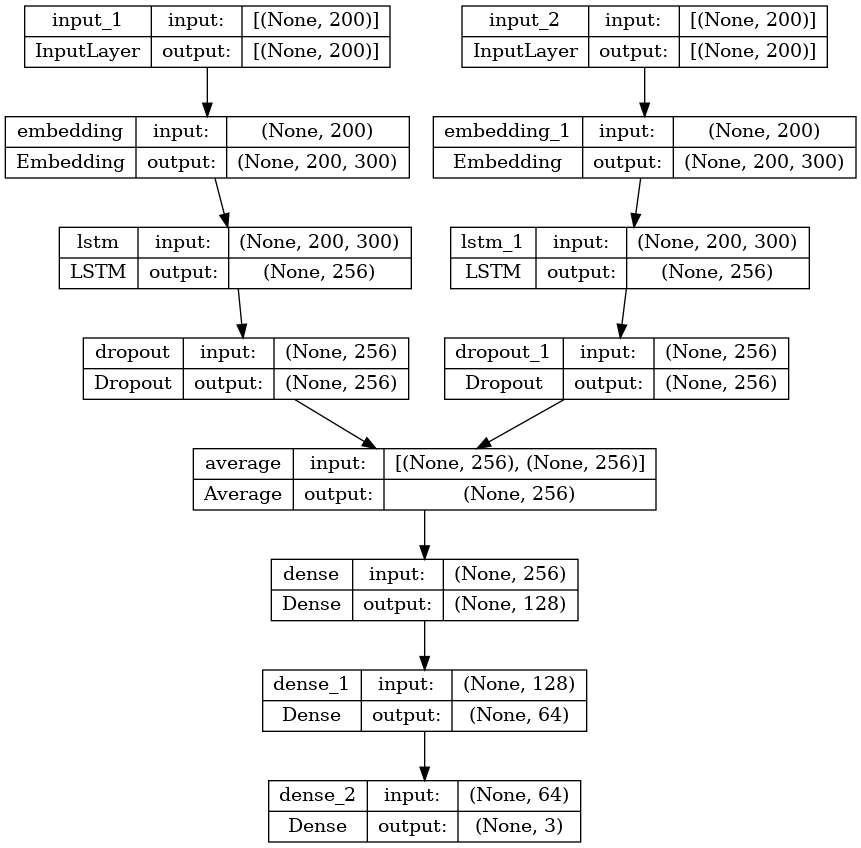 input_1 input: [(None, 200)]
InputLayer output: [(None, 200)]
input_2 input: [(None, 200)]
InputLayer output: [(None, 200)]
embedding input: (None, 200)
Embedding output: (None, 200, 300)
embedding_1 input: (None, 200)
Embedding output: (None, 200, 300)
lstm input: (None, 200, 300)
LSTM output: (None, 256)
lstm_1 input: (None, 200, 300)
LSTM output: (None, 256)
dropout input: (None, 256)
Dropout output: (None, 256)
dropout_1 input: (None, 256)
Dropout output: (None, 256)
average input: [(None, 256), (None, 256)]
Average output: (None, 256)
dense input: (None, 256)
Dense output: (None, 128)
dense_1 input: (None, 128)
Dense output: (None, 64)
dense_2 input: (None, 64)
Dense output: (None, 3)